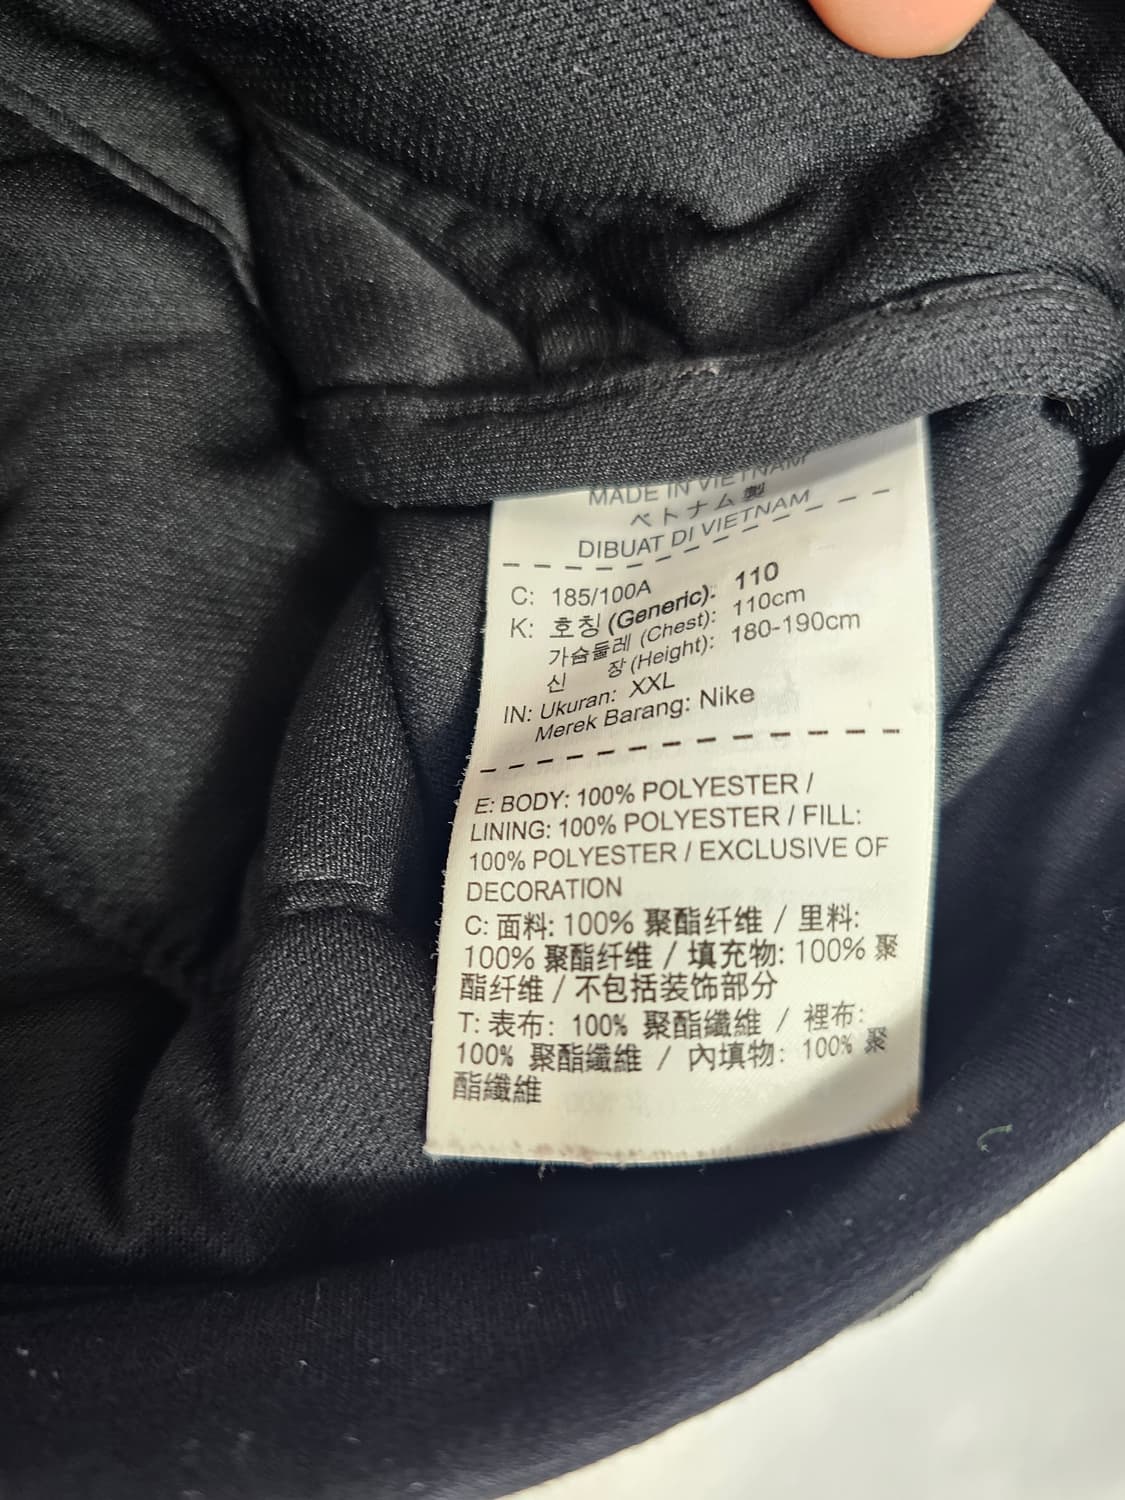 MADE IN VIETNAM
ベトナム製
DIBUAT DI VIETNAM
C: 185/100A
K: 호칭 (Generic): 110
가슴둘레 (Chest): 110cm
신 장 (Height): 180-190cm
IN: Ukuran: XXL
Merek Barang: Nike
E: BODY: 100% POLYESTER /
LINING: 100% POLYESTER / FILL:
100% POLYESTER / EXCLUSIVE OF
DECORATION
C: 面料: 100% 聚酯纤维 / 里料:
100% 聚酯纤维 / 填充物: 100% 聚
酯纤维 / 不包括装饰部分
T: 表布: 100% 聚酯纖維 / 裡布:
100% 聚酯纖維 / 內填物: 100% 聚
酯纖維